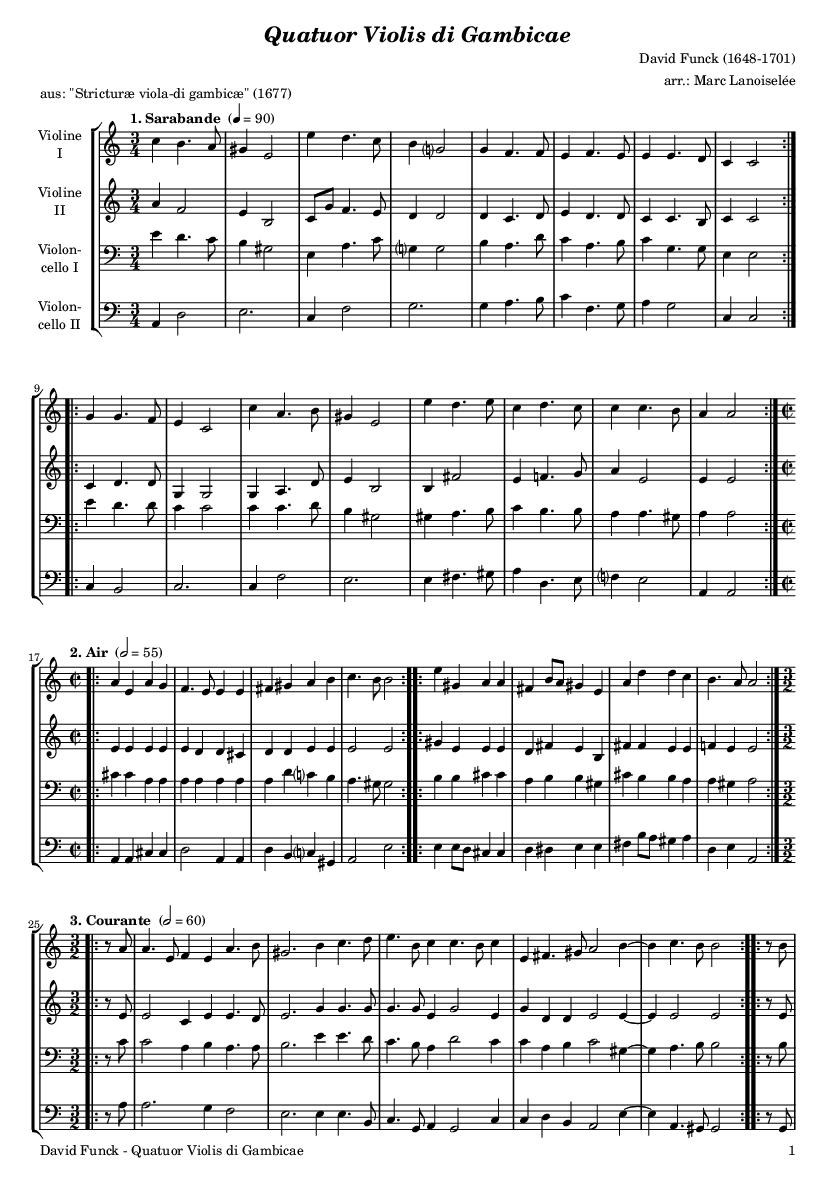 Quatuor Violis di Gambicae
David Funck (1648-1701)
arr.: Marc Lanoiselée
aus: "Stricturæ viola-di gambicæ" (1677)
1. Sarabande (𝅘𝅥 = 90)
Violine
I
Violine
II
Violon-
cello I
Violon-
cello II
9
17
2. Air (𝅗𝅥 = 55)
25
3. Courante (𝅗𝅥 = 60)
David Funck - Quatuor Violis di Gambicae
1